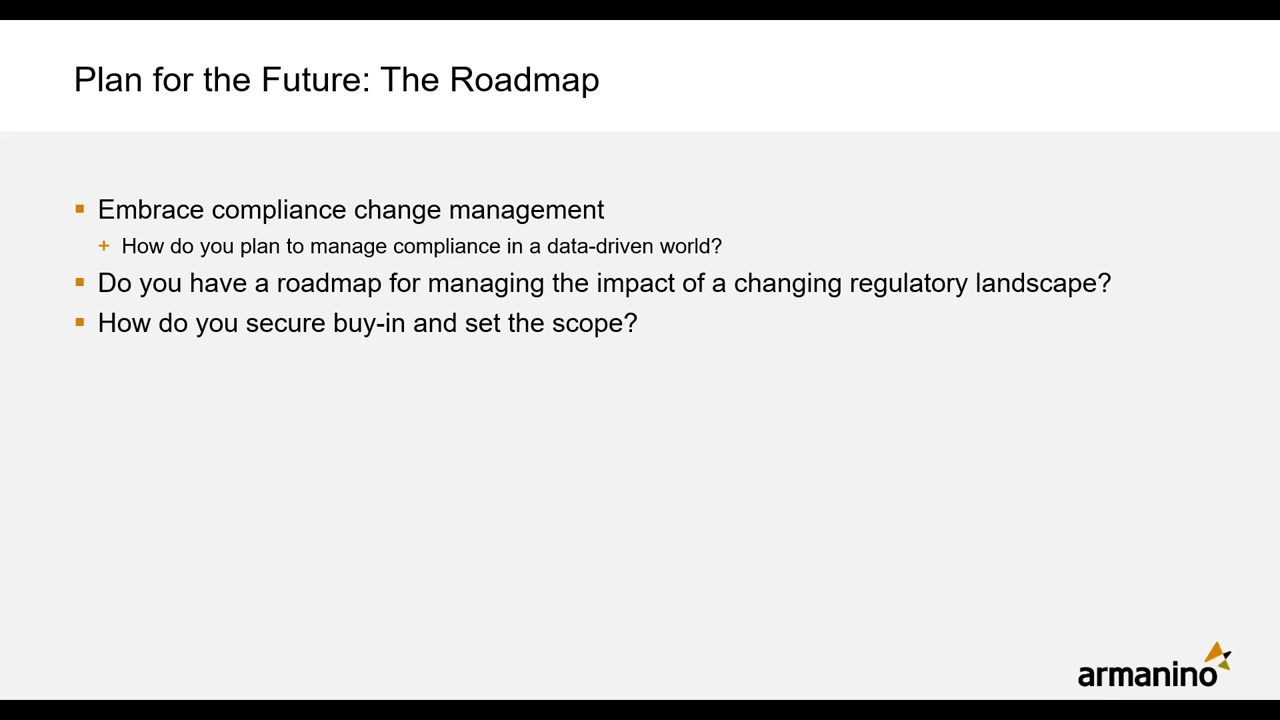 Plan for the Future: The Roadmap
▪ Embrace compliance change management
+ How do you plan to manage compliance in a data-driven world?
▪ Do you have a roadmap for managing the impact of a changing regulatory landscape?
▪ How do you secure buy-in and set the scope?
armanino